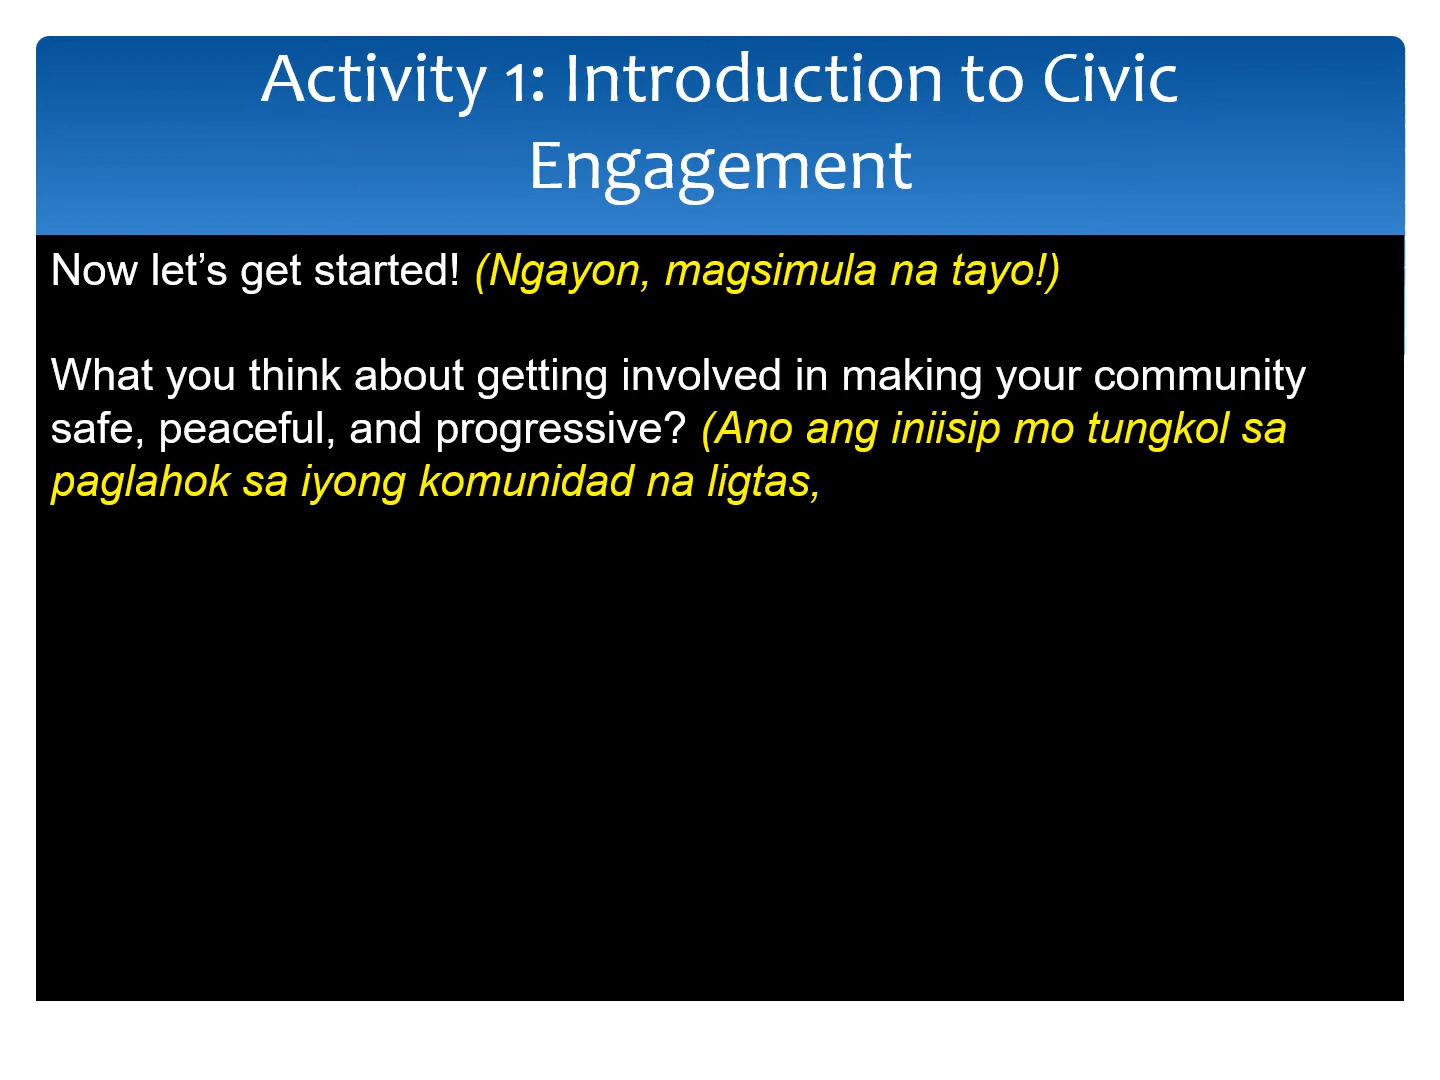 Activity 1: Introduction to Civic
Engagement
Now let’s get started! (Ngayon, magsimula na tayo!)
What you think about getting involved in making your community
safe, peaceful, and progressive? (Ano ang iniisip mo tungkol sa
paglahok sa iyong komunidad na ligtas,